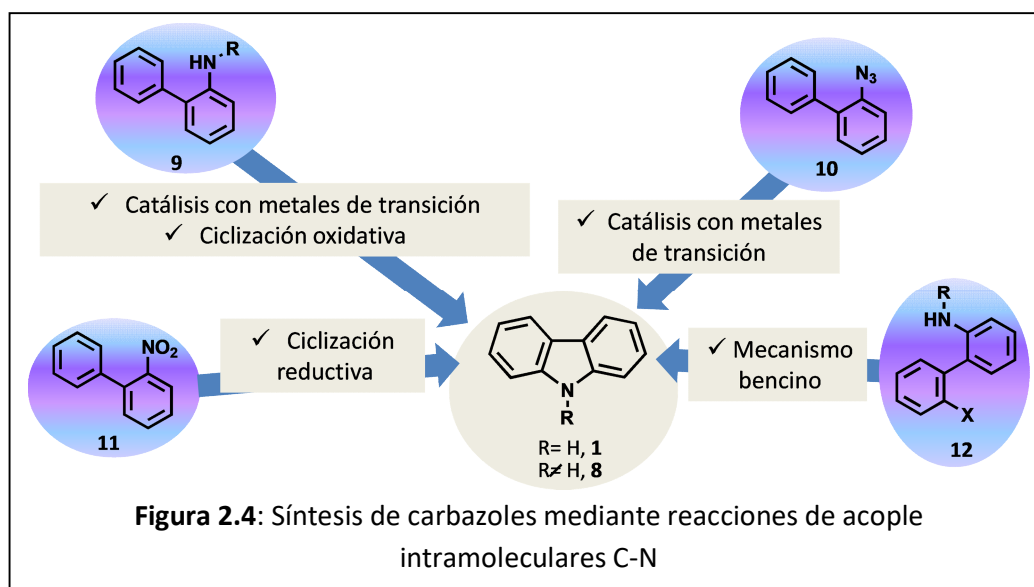 HN
R
9
N₃
10
✓ Catálisis con metales de transición
✓ Ciclización oxidativa
✓ Catálisis con metales
de transición
NO₂
11
✓ Ciclización
reductiva
N
R
R= H, 1
R≠ H, 8
✓ Mecanismo
bencino
R
HN
X
12
Figura 2.4: Síntesis de carbazoles mediante reacciones de acople
intramoleculares C-N